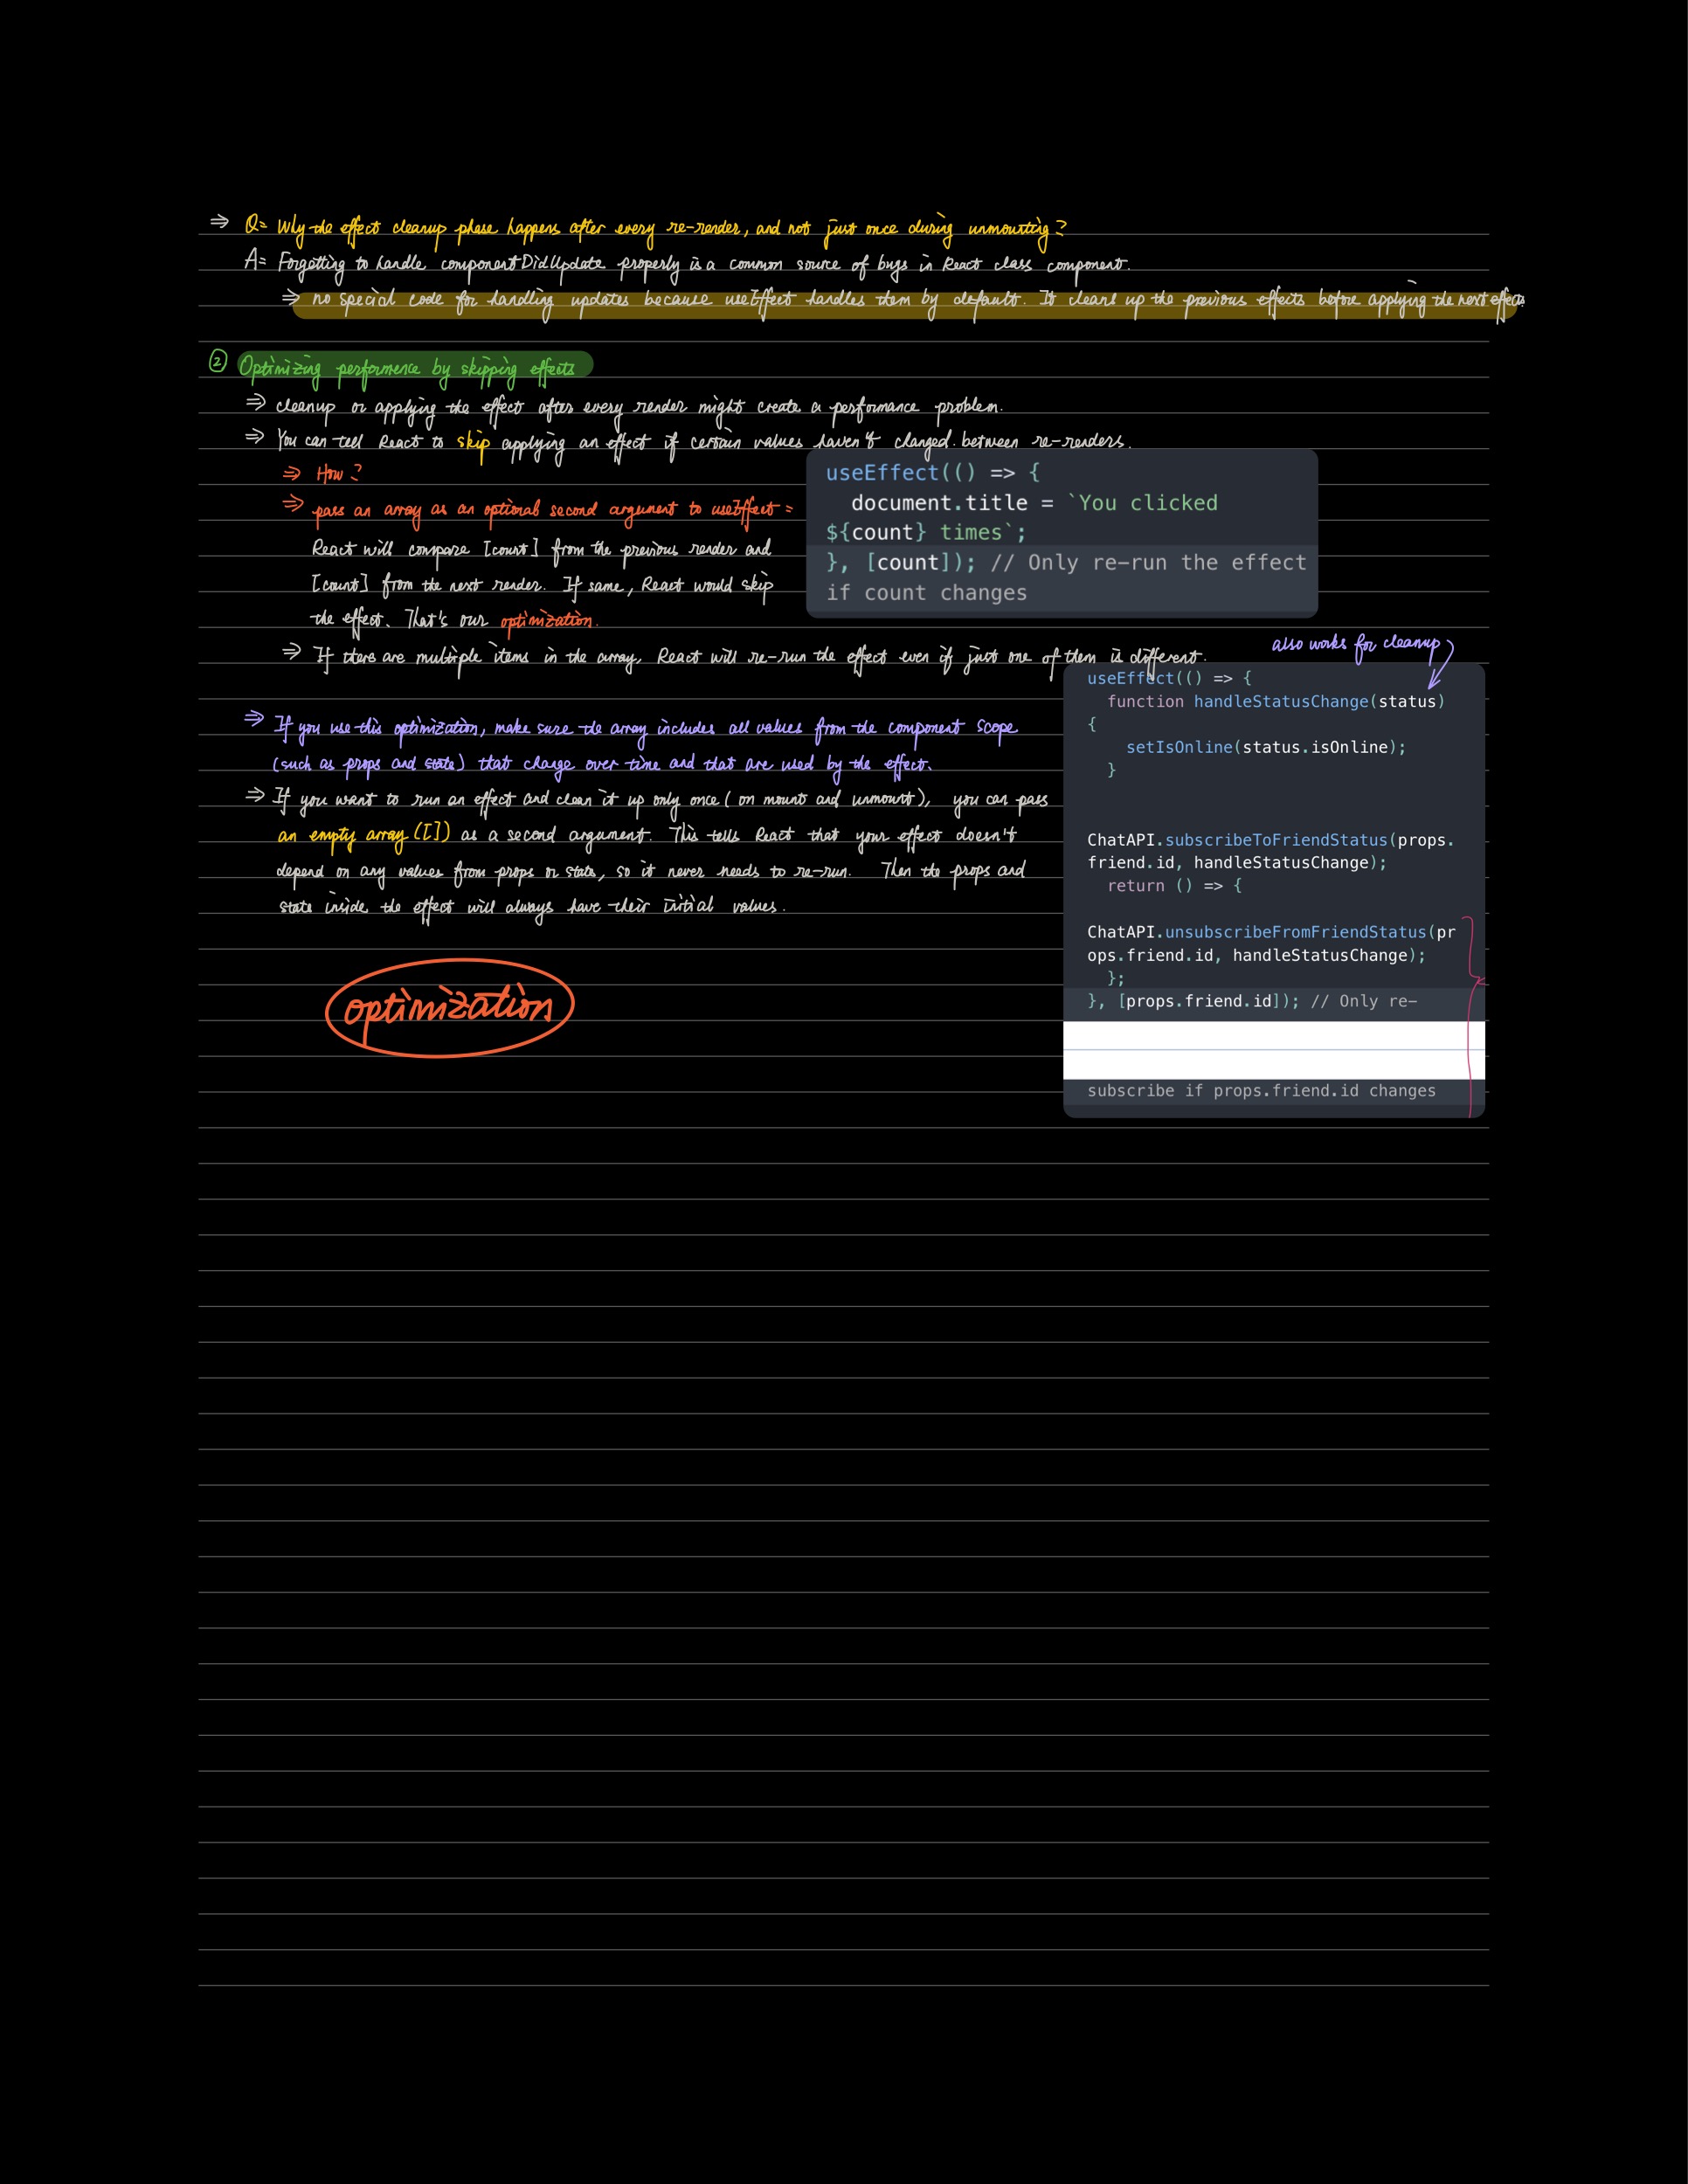 ⇒ Q= Why the effect cleanup phase happens after every re-render, and not just once during unmounting?
A= Forgetting to handle componentDidUpdate properly is a common source of bugs in React class component.
⇒ no special code for handling updates because useEffect handles them by default. It cleans up the previous effects before applying the next effects
② Optimizing performence by skipping effects
⇒ cleanup or applying the effect after every render might create a performance problem.
⇒ You can tell React to skip applying an effect if certain values haven't changed. between re-renders.
⇒ How?
⇒ pass an array as an optional second argument to useEffect =
React will compare [count] from the previous render and
[count] from the next render. If same, React would skip
the effect. That's our optimization.
useEffect(() => {
  document.title = `You clicked
${count} times`;
}, [count]); // Only re-run the effect
if count changes
⇒ If there are multiple items in the array, React will re-run the effect even if just one of them is different.
also works for cleanup
⇒ If you use this optimization, make sure the array includes all values from the component scope
(such as props and state) that change over time and that are used by the effect.
⇒ If you want to run an effect and clean it up only once (on mount and unmount), you can pass
an empty array ([]) as a second argument. This tells React that your effect doesn't
depend on any values from props or state, so it never needs to re-run. Then the props and
state inside the effect will always have their initial values.
useEffect(() => {
  function handleStatusChange(status)
{
    setIsOnline(status.isOnline);
  }
ChatAPI.subscribeToFriendStatus(props.
friend.id, handleStatusChange);
  return () => {
ChatAPI.unsubscribeFromFriendStatus(pr
ops.friend.id, handleStatusChange);
  };
}, [props.friend.id]); // Only re-
subscribe if props.friend.id changes
optimization